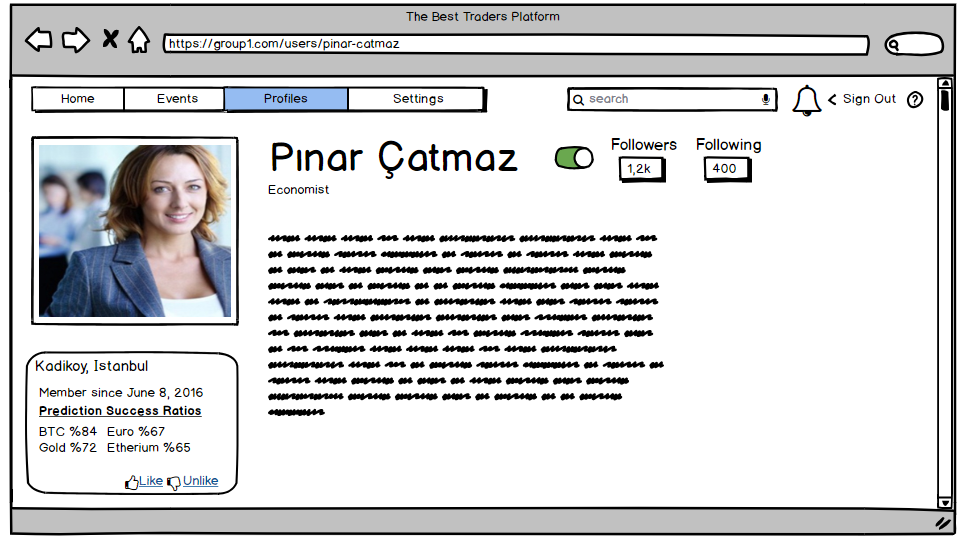 The Best Traders Platform
https://group1.com/users/pinar-catmaz
Home Events Profiles Settings
search
Sign Out
?
Pınar Çatmaz
Economist
Followers Following
1,2k 400
Kadikoy, Istanbul
Member since June 8, 2016
Prediction Success Ratios
BTC %84 Euro %67
Gold %72 Etherium %65
Like Unlike